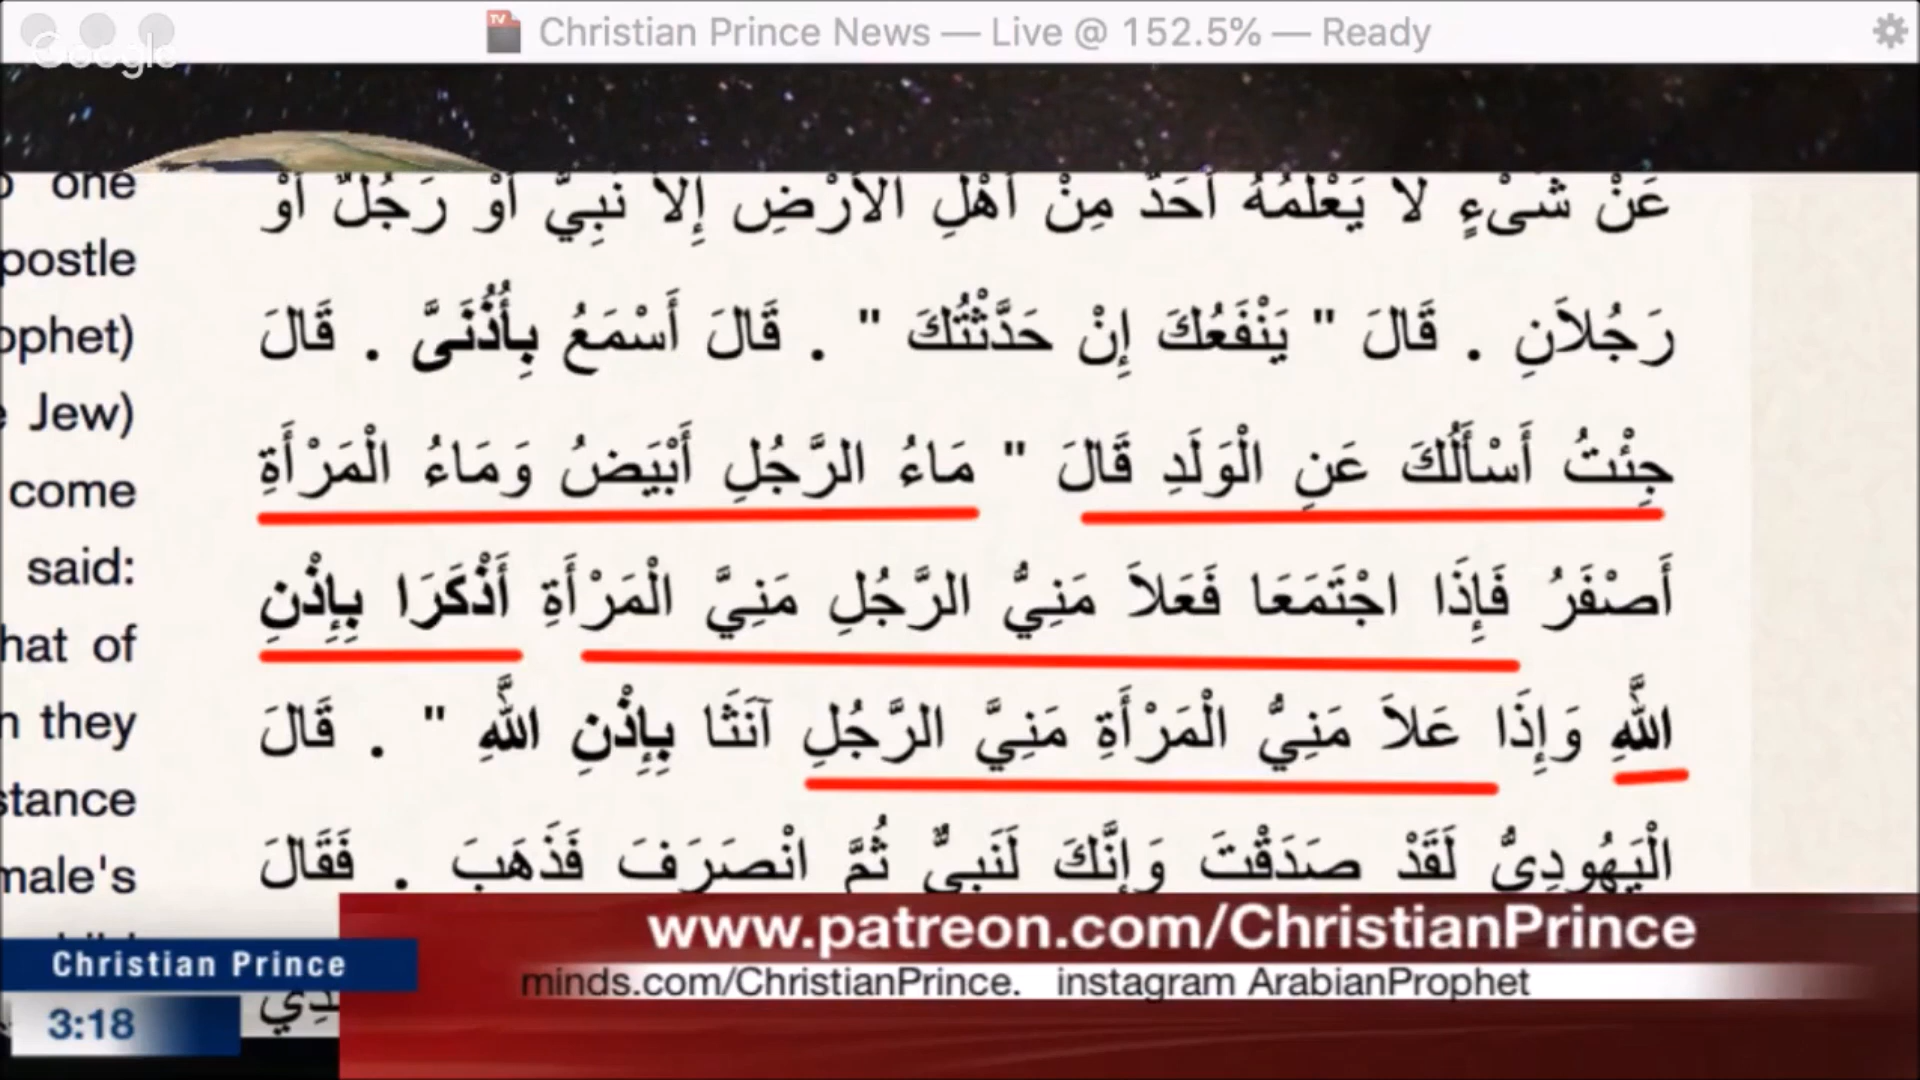 Christian Prince News — Live @ 152.5% — Ready
Google
one
عَنْ شَىْءٍ لاَ يَعْلَمُهُ أَحَدٌ مِنْ أَهْلِ الأَرْضِ إِلاَّ نَبِيٌّ أَوْ رَجُلٌ أَوْ
postle
رَجُلاَنِ . قَالَ " يَنْفَعُكَ إِنْ حَدَّثْتُكَ " . قَالَ أَسْمَعُ بِأُذُنَىَّ . قَالَ
ophet)
Jew)
جِئْتُ أَسْأَلُكَ عَنِ الْوَلَدِ قَالَ " مَاءُ الرَّجُلِ أَبْيَضُ وَمَاءُ الْمَرْأَةِ
come
said:
أَصْفَرُ فَإِذَا اجْتَمَعَا فَعَلاَ مَنِيُّ الرَّجُلِ مَنِيَّ الْمَرْأَةِ أَذْكَرَا بِإِذْنِ
hat of
they
اللَّهِ وَإِذَا عَلاَ مَنِيُّ الْمَرْأَةِ مَنِيَّ الرَّجُلِ آنَثَا بِإِذْنِ اللَّهِ " . قَالَ
stance
male's
الْيَهُودِيُّ لَقَدْ صَدَقْتَ وَإِنَّكَ لَنَبِيٌّ ثُمَّ انْصَرَفَ فَذَهَبَ . فَقَالَ
www.patreon.com/ChristianPrince
Christian Prince
minds.com/ChristianPrince. instagram ArabianProphet
3:18